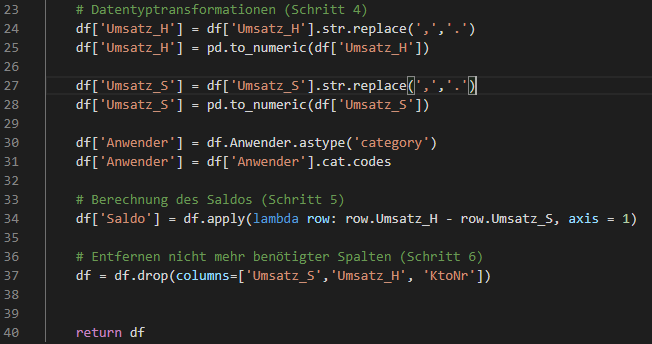 23 # Datentyptransformationen (Schritt 4)
24 df['Umsatz_H'] = df['Umsatz_H'].str.replace(',','.')
25 df['Umsatz_H'] = pd.to_numeric(df['Umsatz_H'])
26
27 df['Umsatz_S'] = df['Umsatz_S'].str.replace(',','.')
28 df['Umsatz_S'] = pd.to_numeric(df['Umsatz_S'])
29
30 df['Anwender'] = df.Anwender.astype('category')
31 df['Anwender'] = df['Anwender'].cat.codes
32
33 # Berechnung des Saldos (Schritt 5)
34 df['Saldo'] = df.apply(lambda row: row.Umsatz_H - row.Umsatz_S, axis = 1)
35
36 # Entfernen nicht mehr benötigter Spalten (Schritt 6)
37 df = df.drop(columns=['Umsatz_S','Umsatz_H', 'KtoNr'])
38
39
40 return df